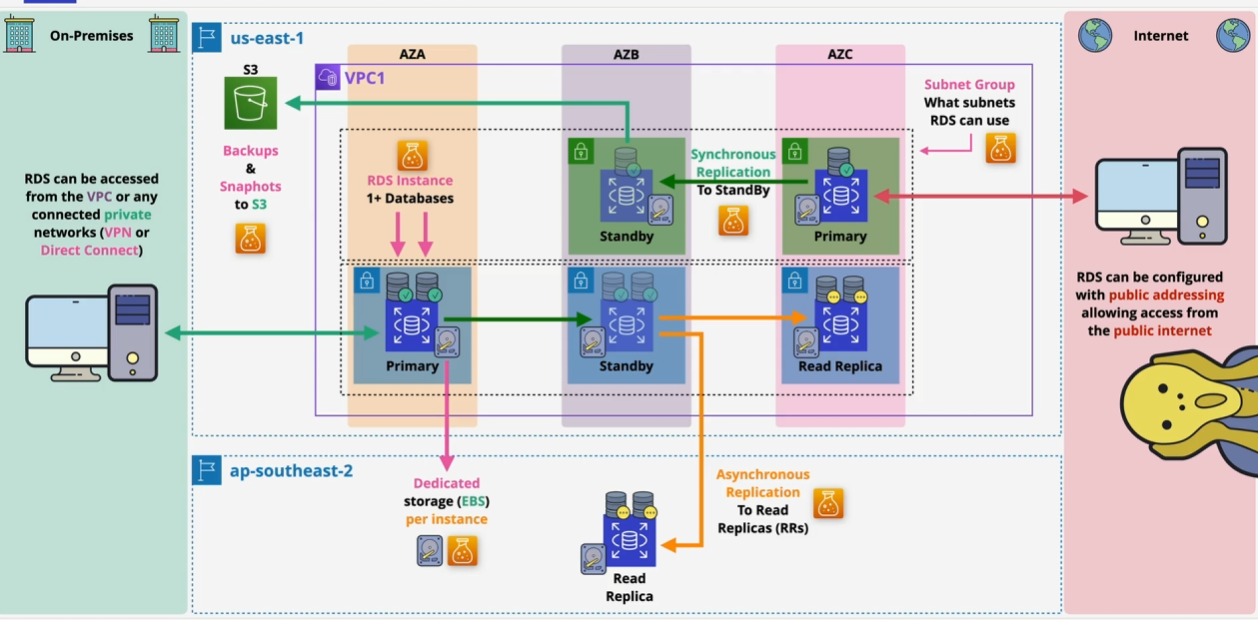 On-Premises
us-east-1
Internet
AZA
AZB
AZC
S3
VPC1
Subnet Group
What subnets
RDS can use
Backups
&
Snaphots
to S3
RDS Instance
1+ Databases
Synchronous
Replication
To StandBy
Standby
Primary
RDS can be accessed
from the VPC or any
connected private
networks (VPN or
Direct Connect)
RDS can be configured
with public addressing
allowing access from
the public internet
Primary
Standby
Read Replica
ap-southeast-2
Dedicated
storage (EBS)
per instance
Asynchronous
Replication
To Read
Replicas (RRs)
Read
Replica